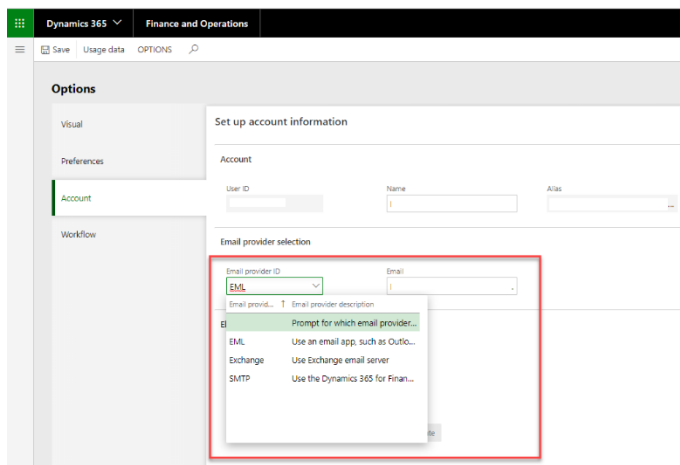 Dynamics 365 Finance and Operations
Save Usage data OPTIONS
Options
Visual
Preferences
Account
Workflow
Set up account information
Account
User ID Name Alias
...
Email provider selection
Email provider ID Email
EML
Email provid... ↑ Email provider description
Prompt for which email provider...
EML Use an email app, such as Outlo...
Exchange Use Exchange email server
SMTP Use the Dynamics 365 for Finan...